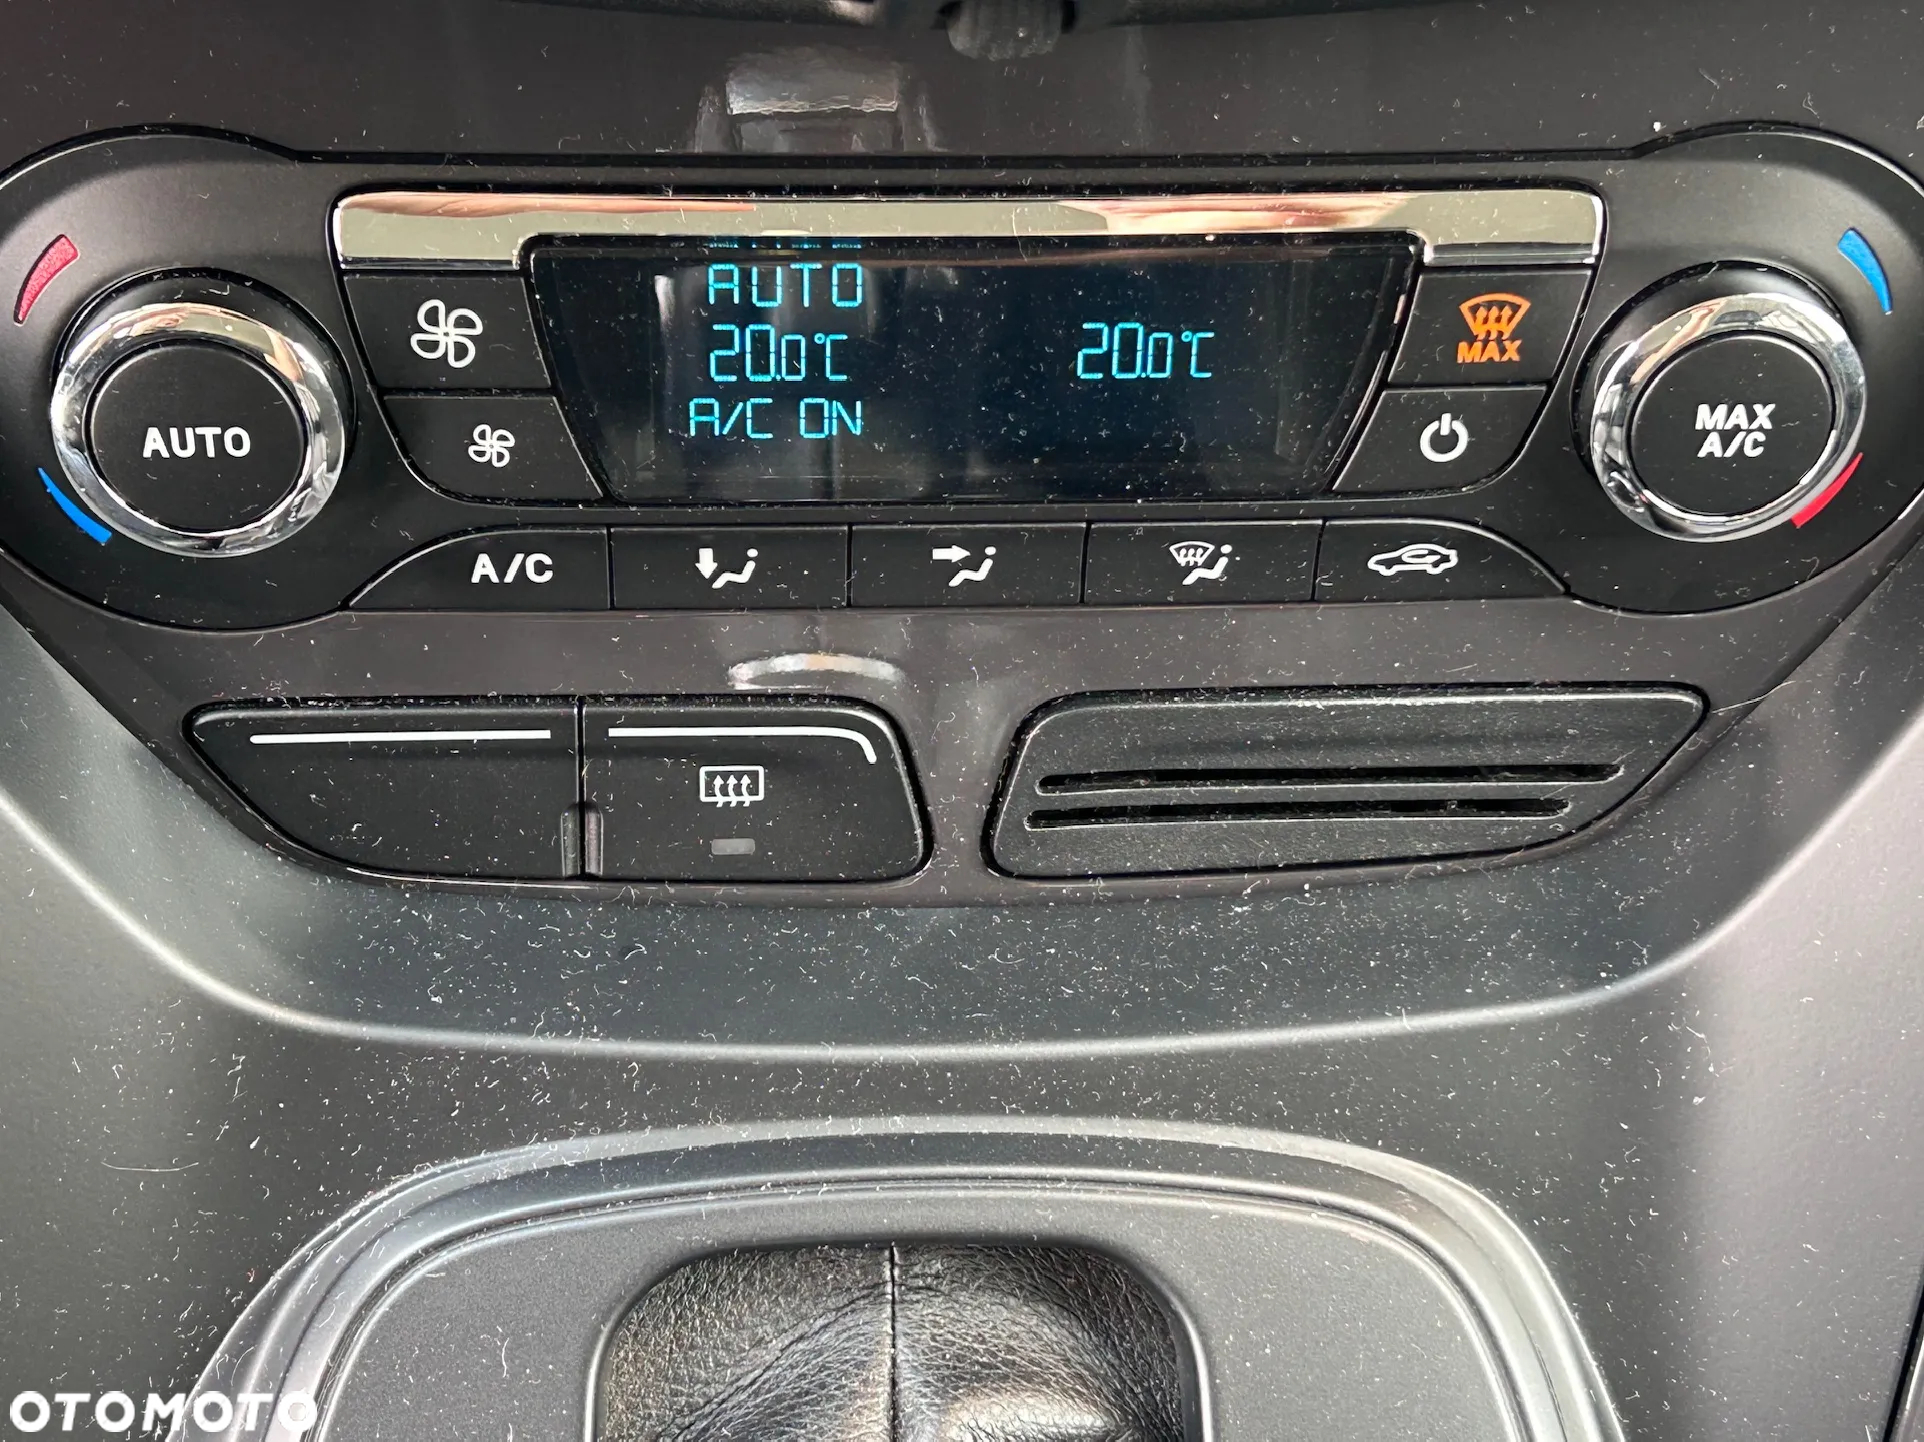 AUTO
20.0°C 20.0°C
A/C ON
MAX
AUTO
MAX
A/C
A/C
OTOMOTO